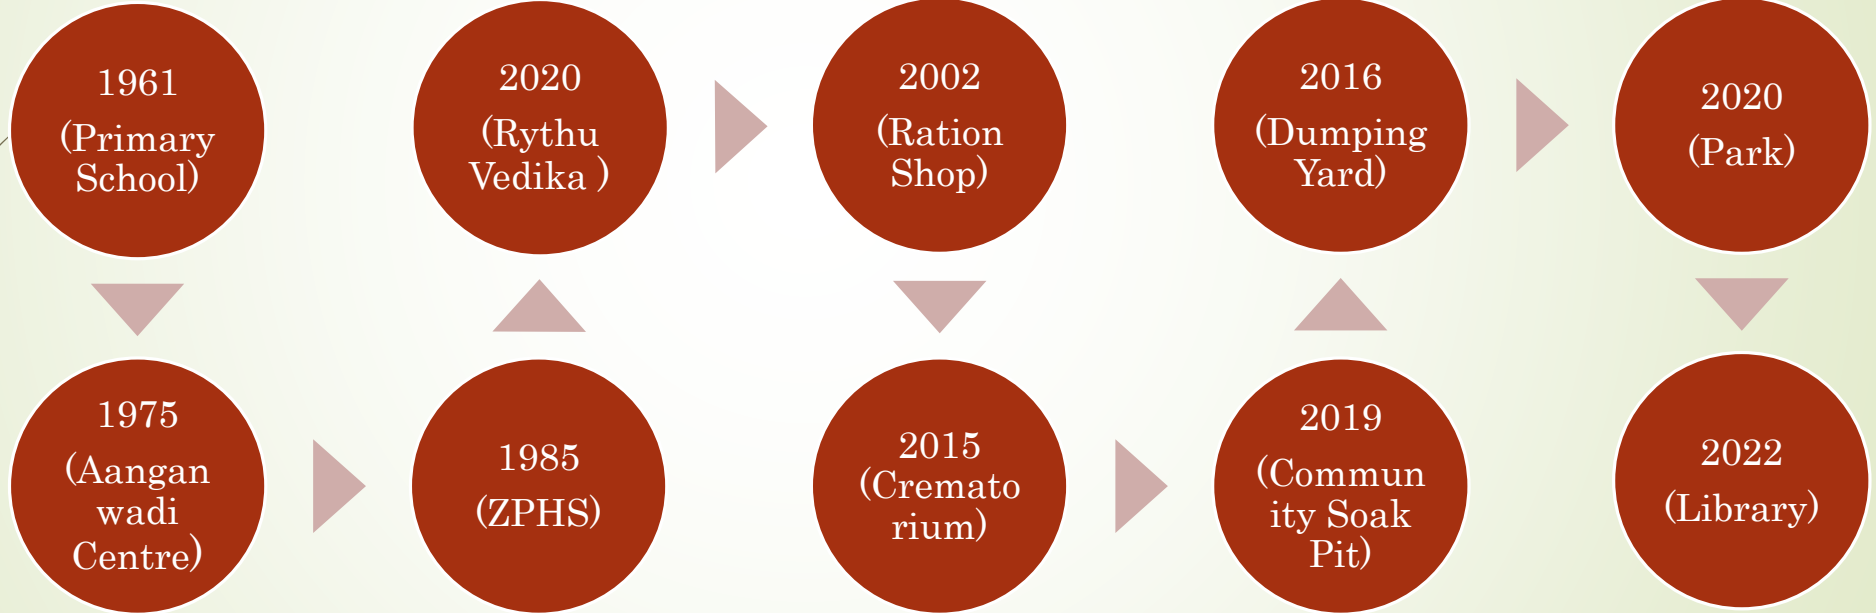 1961
(Primary
School)
1975
(Aangan
wadi
Centre)
1985
(ZPHS)
2020
(Rythu
Vedika )
2002
(Ration
Shop)
2015
(Cremato
rium)
2019
(Commun
ity Soak
Pit)
2016
(Dumping
Yard)
2020
(Park)
2022
(Library)